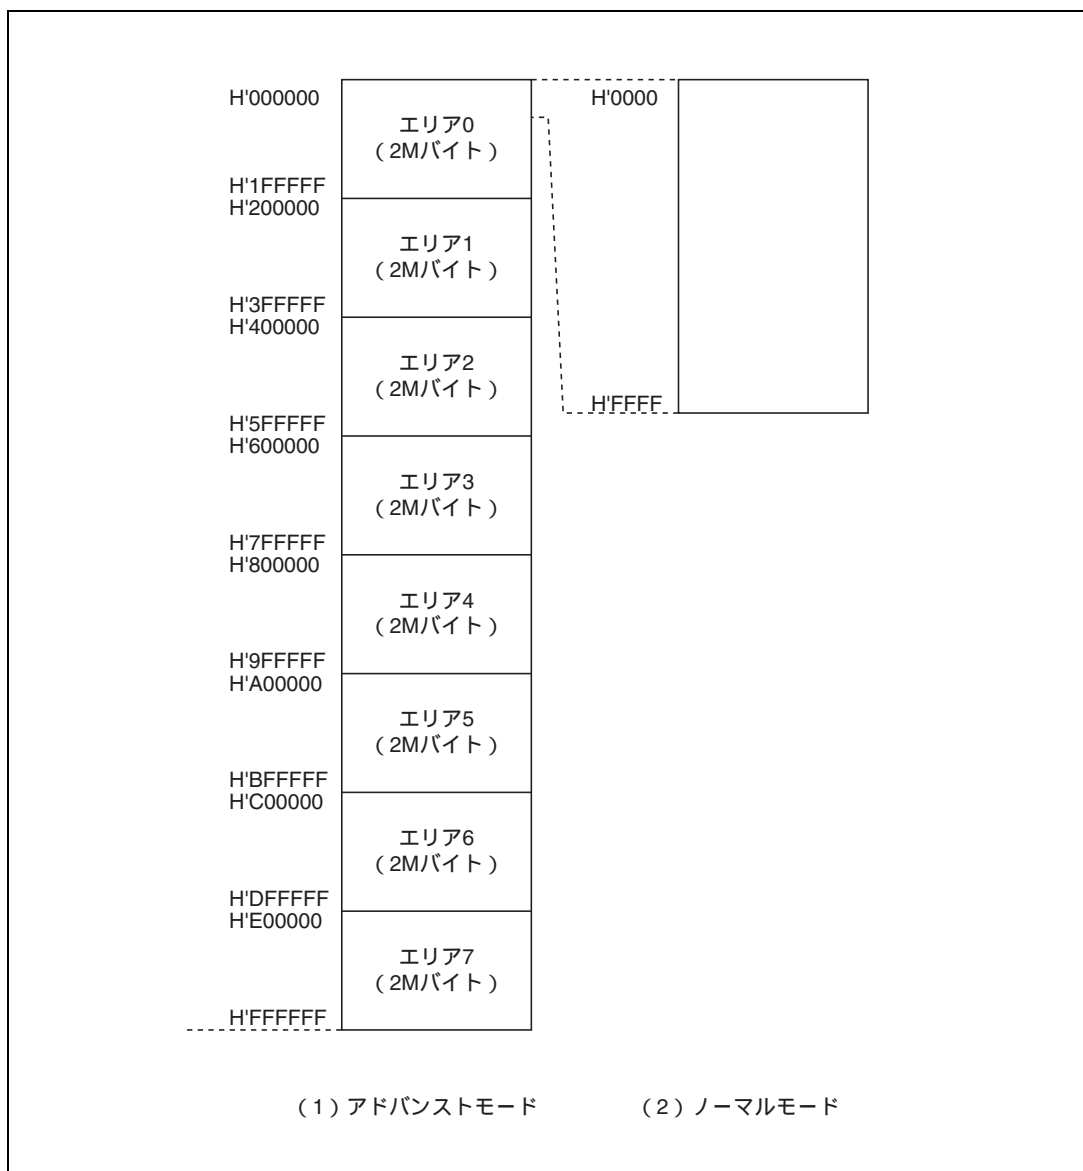 H'000000
エリア0
(2Mバイト)
H'1FFFFF
H'200000
エリア1
(2Mバイト)
H'3FFFFF
H'400000
エリア2
(2Mバイト)
H'5FFFFF
H'600000
エリア3
(2Mバイト)
H'7FFFFF
H'800000
エリア4
(2Mバイト)
H'9FFFFF
H'A00000
エリア5
(2Mバイト)
H'BFFFFF
H'C00000
エリア6
(2Mバイト)
H'DFFFFF
H'E00000
エリア7
(2Mバイト)
H'FFFFFF
(1)アドバンストモード
H'0000
H'FFFF
(2)ノーマルモード